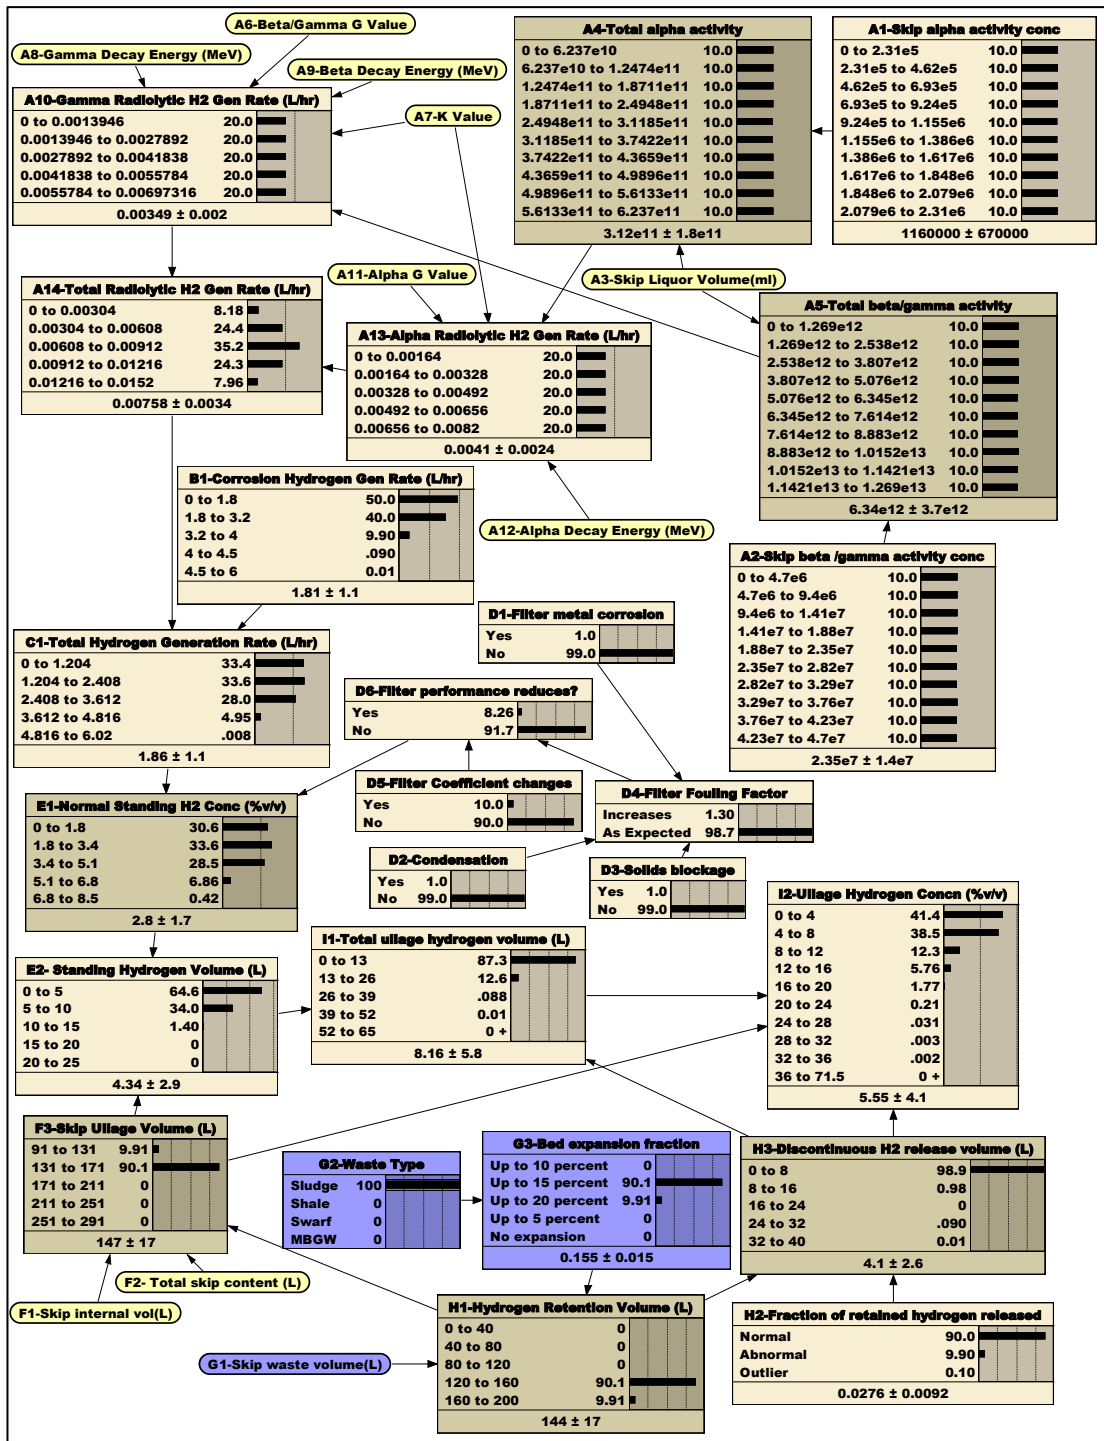 A6-Beta/Gamma G Value
A8-Gamma Decay Energy (MeV)
A9-Beta Decay Energy (MeV)
A10-Gamma Radiolytic H2 Gen Rate (L/hr)
0 to 0.0013946 20.0
0.0013946 to 0.0027892 20.0
0.0027892 to 0.0041838 20.0
0.0041838 to 0.0055784 20.0
0.0055784 to 0.00697316 20.0
0.00349 ± 0.002
A7-K Value
A4-Total alpha activity
0 to 6.237e10 10.0
6.237e10 to 1.2474e11 10.0
1.2474e11 to 1.8711e11 10.0
1.8711e11 to 2.4948e11 10.0
2.4948e11 to 3.1185e11 10.0
3.1185e11 to 3.7422e11 10.0
3.7422e11 to 4.3659e11 10.0
4.3659e11 to 4.9896e11 10.0
4.9896e11 to 5.6133e11 10.0
5.6133e11 to 6.237e11 10.0
3.12e11 ± 1.8e11
A1-Skip alpha activity conc
0 to 2.31e5 10.0
2.31e5 to 4.62e5 10.0
4.62e5 to 6.93e5 10.0
6.93e5 to 9.24e5 10.0
9.24e5 to 1.155e6 10.0
1.155e6 to 1.386e6 10.0
1.386e6 to 1.617e6 10.0
1.617e6 to 1.848e6 10.0
1.848e6 to 2.079e6 10.0
2.079e6 to 2.31e6 10.0
1160000 ± 670000
A14-Total Radiolytic H2 Gen Rate (L/hr)
0 to 0.00304 8.18
0.00304 to 0.00608 24.4
0.00608 to 0.00912 35.2
0.00912 to 0.01216 24.3
0.01216 to 0.0152 7.96
0.00758 ± 0.0034
A11-Alpha G Value
A3-Skip Liquor Volume(ml)
A13-Alpha Radiolytic H2 Gen Rate (L/hr)
0 to 0.00164 20.0
0.00164 to 0.00328 20.0
0.00328 to 0.00492 20.0
0.00492 to 0.00656 20.0
0.00656 to 0.0082 20.0
0.0041 ± 0.0024
A5-Total beta/gamma activity
0 to 1.269e12 10.0
1.269e12 to 2.538e12 10.0
2.538e12 to 3.807e12 10.0
3.807e12 to 5.076e12 10.0
5.076e12 to 6.345e12 10.0
6.345e12 to 7.614e12 10.0
7.614e12 to 8.883e12 10.0
8.883e12 to 1.0152e13 10.0
1.0152e13 to 1.1421e13 10.0
1.1421e13 to 1.269e13 10.0
6.34e12 ± 3.7e12
B1-Corrosion Hydrogen Gen Rate (L/hr)
0 to 1.8 50.0
1.8 to 3.2 40.0
3.2 to 4 9.90
4 to 4.5 .090
4.5 to 6 0.01
1.81 ± 1.1
A12-Alpha Decay Energy (MeV)
A2-Skip beta /gamma activity conc
0 to 4.7e6 10.0
4.7e6 to 9.4e6 10.0
9.4e6 to 1.41e7 10.0
1.41e7 to 1.88e7 10.0
1.88e7 to 2.35e7 10.0
2.35e7 to 2.82e7 10.0
2.82e7 to 3.29e7 10.0
3.29e7 to 3.76e7 10.0
3.76e7 to 4.23e7 10.0
4.23e7 to 4.7e7 10.0
2.35e7 ± 1.4e7
D1-Filter metal corrosion
Yes 1.0
No 99.0
C1-Total Hydrogen Generation Rate (L/hr)
0 to 1.204 33.4
1.204 to 2.408 33.6
2.408 to 3.612 28.0
3.612 to 4.816 4.95
4.816 to 6.02 .008
1.86 ± 1.1
D6-Filter performance reduces?
Yes 8.26
No 91.7
D5-Filter Coefficient changes
Yes 10.0
No 90.0
D4-Filter Fouling Factor
Increases 1.30
As Expected 98.7
E1-Normal Standing H2 Conc (%v/v)
0 to 1.8 30.6
1.8 to 3.4 33.6
3.4 to 5.1 28.5
5.1 to 6.8 6.86
6.8 to 8.5 0.42
2.8 ± 1.7
D2-Condensation
Yes 1.0
No 99.0
D3-Solids blockage
Yes 1.0
No 99.0
I2-Ullage Hydrogen Concn (%v/v)
0 to 4 41.4
4 to 8 38.5
8 to 12 12.3
12 to 16 5.76
16 to 20 1.77
20 to 24 0.21
24 to 28 .031
28 to 32 .003
32 to 36 .002
36 to 71.5 0 +
5.55 ± 4.1
I1-Total ullage hydrogen volume (L)
0 to 13 87.3
13 to 26 12.6
26 to 39 .088
39 to 52 0.01
52 to 65 0 +
8.16 ± 5.8
E2- Standing Hydrogen Volume (L)
0 to 5 64.6
5 to 10 34.0
10 to 15 1.40
15 to 20 0
20 to 25 0
4.34 ± 2.9
F3-Skip Ullage Volume (L)
91 to 131 9.91
131 to 171 90.1
171 to 211 0
211 to 251 0
251 to 291 0
147 ± 17
G2-Waste Type
Sludge 100
Shale 0
Swarf 0
MBGW 0
G3-Bed expansion fraction
Up to 10 percent 0
Up to 15 percent 90.1
Up to 20 percent 9.91
Up to 5 percent 0
No expansion 0
0.155 ± 0.015
H3-Discontinuous H2 release volume (L)
0 to 8 98.9
8 to 16 0.98
16 to 24 0
24 to 32 .090
32 to 40 0.01
4.1 ± 2.6
F2- Total skip content (L)
F1-Skip internal vol(L)
G1-Skip waste volume(L)
H1-Hydrogen Retention Volume (L)
0 to 40 0
40 to 80 0
80 to 120 0
120 to 160 90.1
160 to 200 9.91
144 ± 17
H2-Fraction of retained hydrogen released
Normal 90.0
Abnormal 9.90
Outlier 0.10
0.0276 ± 0.0092